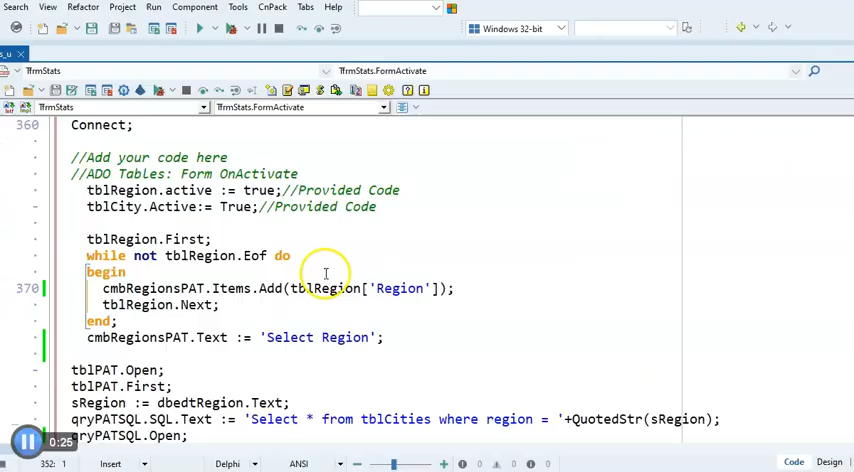 Search View Refactor Project Run Component Tools CnPack Tabs Help
Windows 32-bit
s_u
TfrmStats TfrmStats.FormActivate
TfrmStats TfrmStats.FormActivate
360 Connect;
//Add your code here
//ADO Tables: Form OnActivate
tblRegion.active := true;//Provided Code
tblCity.Active:= True;//Provided Code
tblRegion.First;
while not tblRegion.Eof do
begin
370 cmbRegionsPAT.Items.Add(tblRegion['Region']);
tblRegion.Next;
end;
cmbRegionsPAT.Text := 'Select Region';
tblPAT.Open;
tblPAT.First;
sRegion := dbedtRegion.Text;
qryPATSQL.SQL.Text := 'Select * from tblCities where region = '+QuotedStr(sRegion);
qryPATSQL.Open;
0:25
352: 1 Insert Delphi ANSI 0 0 0 Code Design